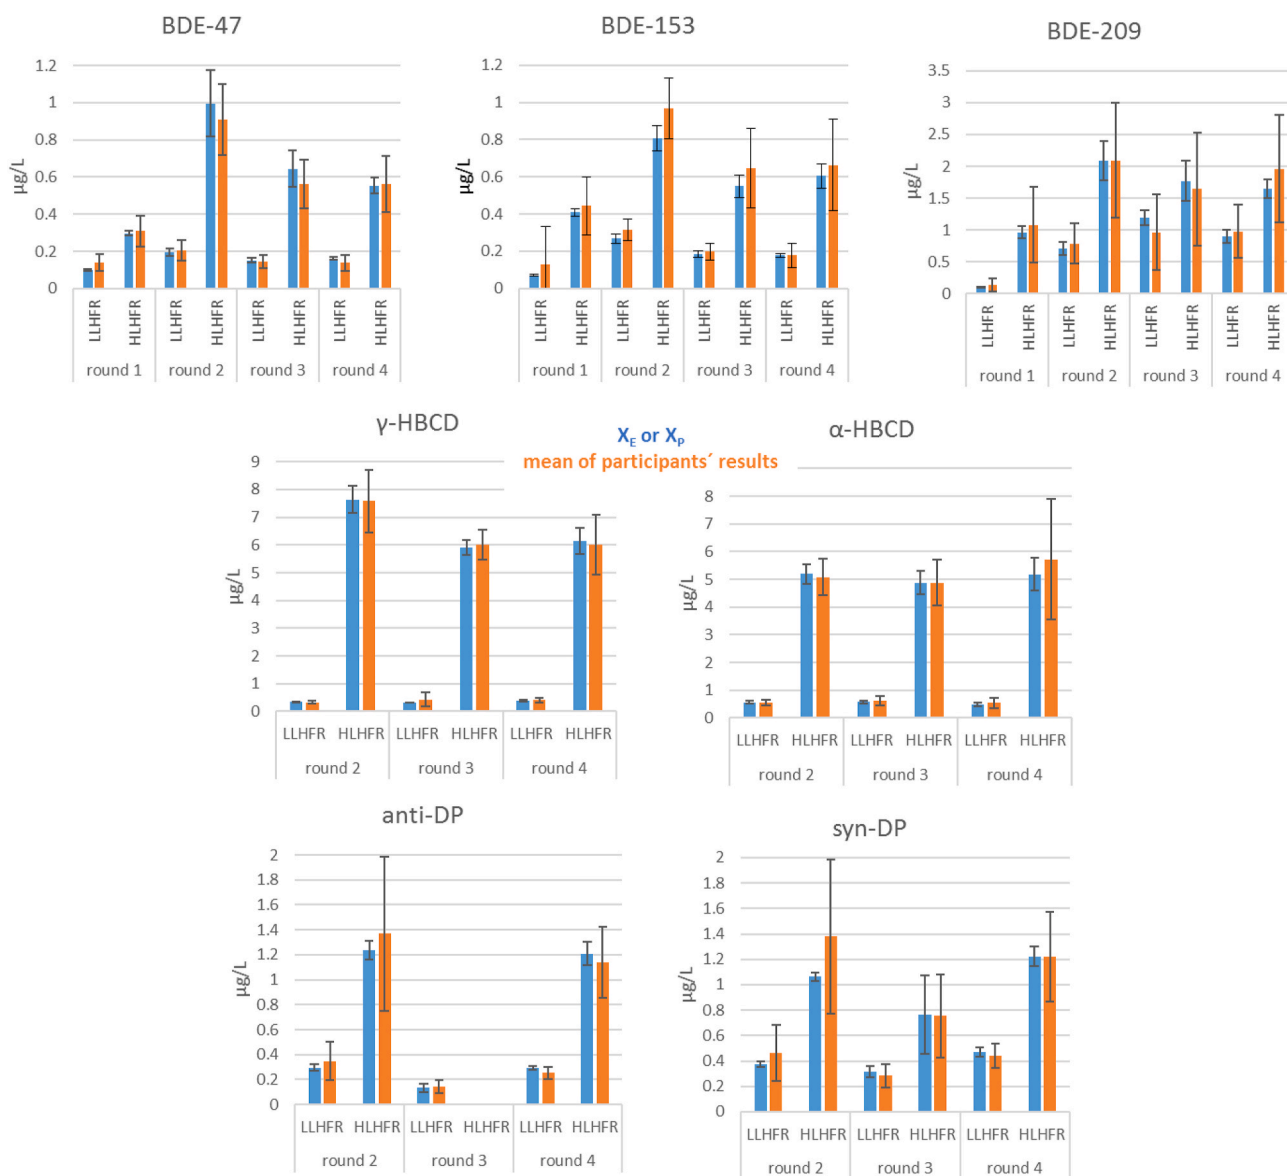 BDE-47
BDE-153
BDE-209
µg/L
1.2
1
0.8
0.6
0.4
0.2
0
LLHFR HLHFR LLHFR HLHFR LLHFR HLHFR LLHFR HLHFR
round 1 round 2 round 3 round 4
µg/L
1.2
1
0.8
0.6
0.4
0.2
0
LLHFR HLHFR LLHFR HLHFR LLHFR HLHFR LLHFR HLHFR
round 1 round 2 round 3 round 4
µg/L
3.5
3
2.5
2
1.5
1
0.5
0
LLHFR HLHFR LLHFR HLHFR LLHFR HLHFR LLHFR HLHFR
round 1 round 2 round 3 round 4
γ-HBCD
X_E or X_P
mean of participants´ results
α-HBCD
µg/L
9
8
7
6
5
4
3
2
1
0
LLHFR HLHFR LLHFR HLHFR LLHFR HLHFR
round 2 round 3 round 4
µg/L
8
7
6
5
4
3
2
1
0
LLHFR HLHFR LLHFR HLHFR LLHFR HLHFR
round 2 round 3 round 4
anti-DP
syn-DP
µg/L
2
1.8
1.6
1.4
1.2
1
0.8
0.6
0.4
0.2
0
LLHFR HLHFR LLHFR HLHFR LLHFR HLHFR
round 2 round 3 round 4
µg/L
2
1.8
1.6
1.4
1.2
1
0.8
0.6
0.4
0.2
0
LLHFR HLHFR LLHFR HLHFR LLHFR HLHFR
round 2 round 3 round 4